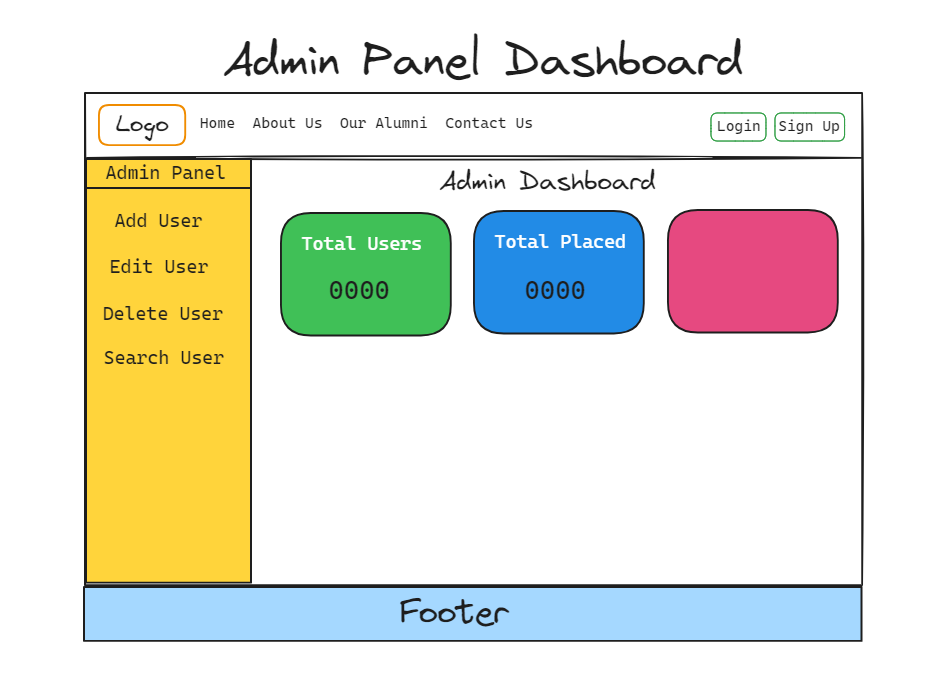 Admin Panel Dashboard
Logo Home About Us Our Alumni Contact Us Login Sign Up
Admin Panel
Add User
Edit User
Delete User
Search User
Admin Dashboard
Total Users
0000
Total Placed
0000
Footer